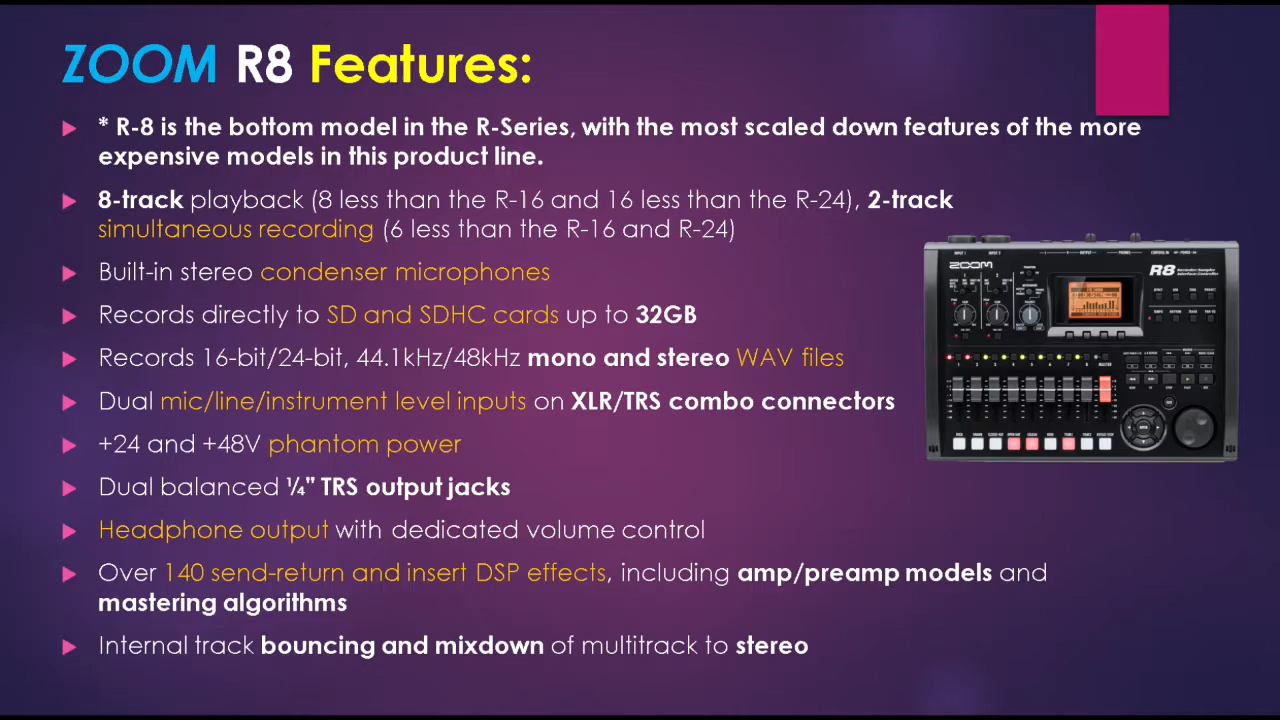 ZOOM R8 Features:
* R-8 is the bottom model in the R-Series, with the most scaled down features of the more
expensive models in this product line.
8-track playback (8 less than the R-16 and 16 less than the R-24), 2-track
simultaneous recording (6 less than the R-16 and R-24)
Built-in stereo condenser microphones
Records directly to SD and SDHC cards up to 32GB
Records 16-bit/24-bit, 44.1kHz/48kHz mono and stereo WAV files
Dual mic/line/instrument level inputs on XLR/TRS combo connectors
+24 and +48V phantom power
Dual balanced ¼" TRS output jacks
Headphone output with dedicated volume control
Over 140 send-return and insert DSP effects, including amp/preamp models and
mastering algorithms
Internal track bouncing and mixdown of multitrack to stereo
ZOOM
R8
MASTER